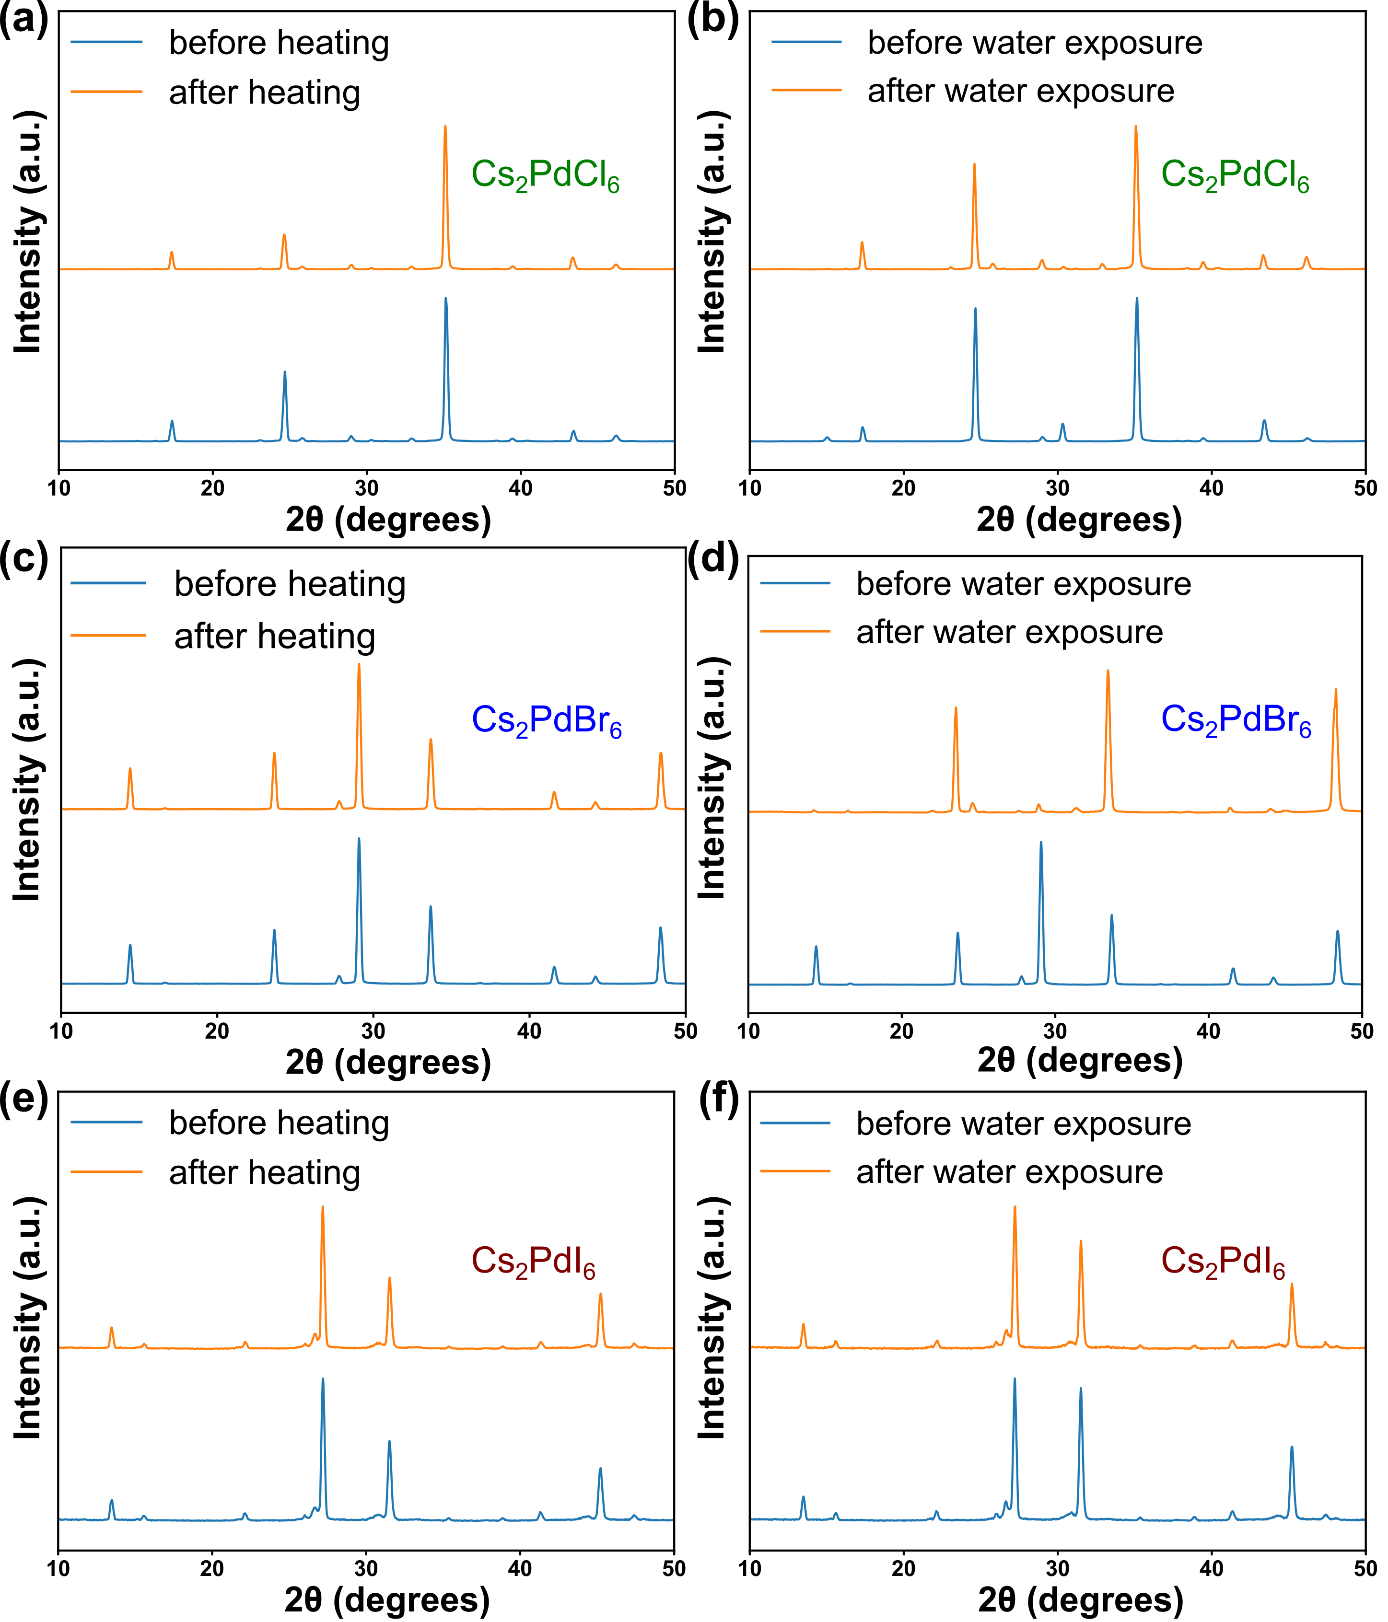 (a)
before heating
after heating
Cs₂PdCl₆
Intensity (a.u.)
10 20 30 40 50
2θ (degrees)
(b)
before water exposure
after water exposure
Cs₂PdCl₆
Intensity (a.u.)
10 20 30 40 50
2θ (degrees)
(c)
before heating
after heating
Cs₂PdBr₆
Intensity (a.u.)
10 20 30 40 50
2θ (degrees)
(d)
before water exposure
after water exposure
Cs₂PdBr₆
Intensity (a.u.)
10 20 30 40 50
2θ (degrees)
(e)
before heating
after heating
Cs₂PdI₆
Intensity (a.u.)
10 20 30 40 50
2θ (degrees)
(f)
before water exposure
after water exposure
Cs₂PdI₆
Intensity (a.u.)
10 20 30 40 50
2θ (degrees)